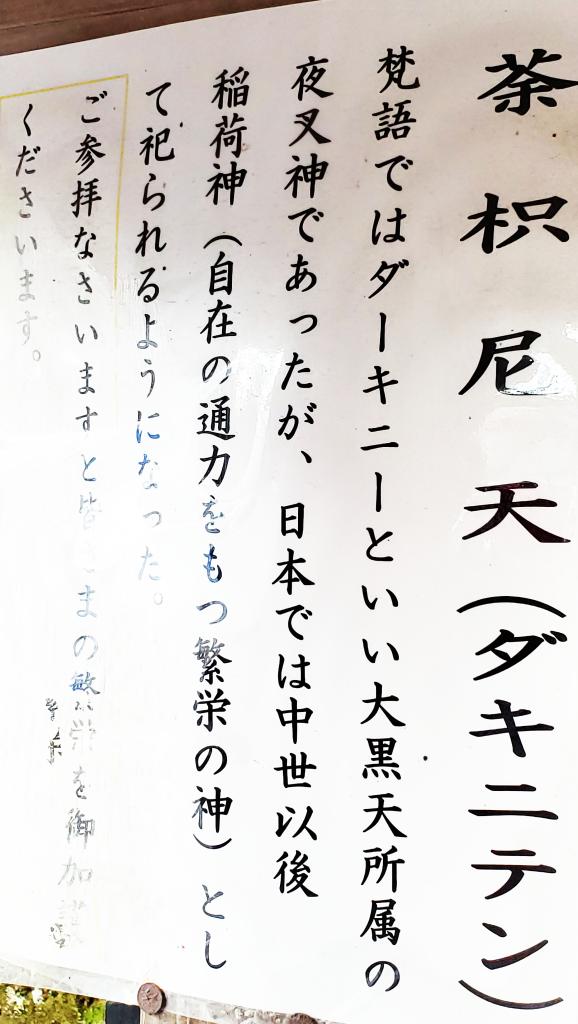 荼枳尼天（ダキニテン）
梵語ではダーキニーといい大黒天所属の
夜叉神であったが、日本では中世以後
稲荷神（自在の通力をもつ繁栄の神）とし
て祀られるようになった。
ご参拝なさいますと皆さまの繁栄を御加護
くださいます。